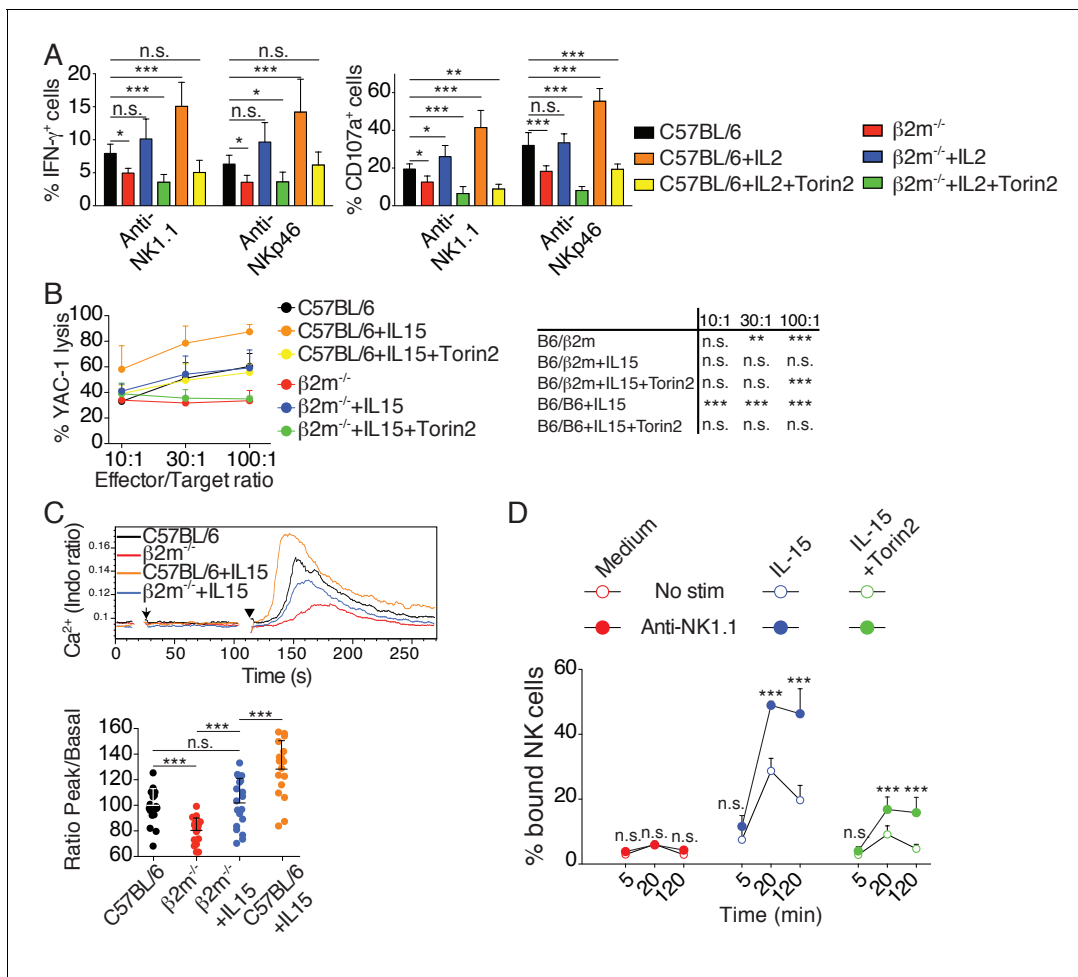 A
n.s.
***
***
n.s.
*
n.s.
***
*
n.s.
*
% IFN-γ+ cells
20
15
10
5
0
Anti-
NK1.1
Anti-
NKp46
**
***
***
*
*
***
***
***
n.s.
***
% CD107a+ cells
60
40
20
0
Anti-
NK1.1
Anti-
NKp46
C57BL/6
C57BL/6+IL2
C57BL/6+IL2+Torin2
β2m-/-
β2m-/-+IL2
β2m-/-+IL2+Torin2
B
% YAC-1 lysis
100
80
60
40
20
0
10:1 30:1 100:1
Effector/Target ratio
C57BL/6
C57BL/6+IL15
C57BL/6+IL15+Torin2
β2m-/-
β2m-/-+IL15
β2m-/-+IL15+Torin2
10:1 30:1 100:1
B6/β2m n.s. ** ***
B6/β2m+IL15 n.s. n.s. n.s.
B6/β2m+IL15+Torin2 n.s. n.s. ***
B6/B6+IL15 *** *** ***
B6/B6+IL15+Torin2 n.s. n.s. n.s.
C
C57BL/6
β2m-/-
C57BL/6+IL15
β2m-/-+IL15
Ca2+ (Indo ratio)
0.16
0.14
0.12
0.1
0 50 100 150 200 250
Time (s)
***
***
n.s.
***
Ratio Peak/Basal
160
140
120
100
80
60
C57BL/6
β2m-/-
β2m-/-
+IL15
C57BL/6
+IL15
D
Medium
IL-15
IL-15
+Torin2
No stim
Anti-NK1.1
% bound NK cells
60
40
20
0
n.s. n.s. n.s.
n.s. *** ***
n.s. *** ***
5 20 120
5 20 120
5 20 120
Time (min)